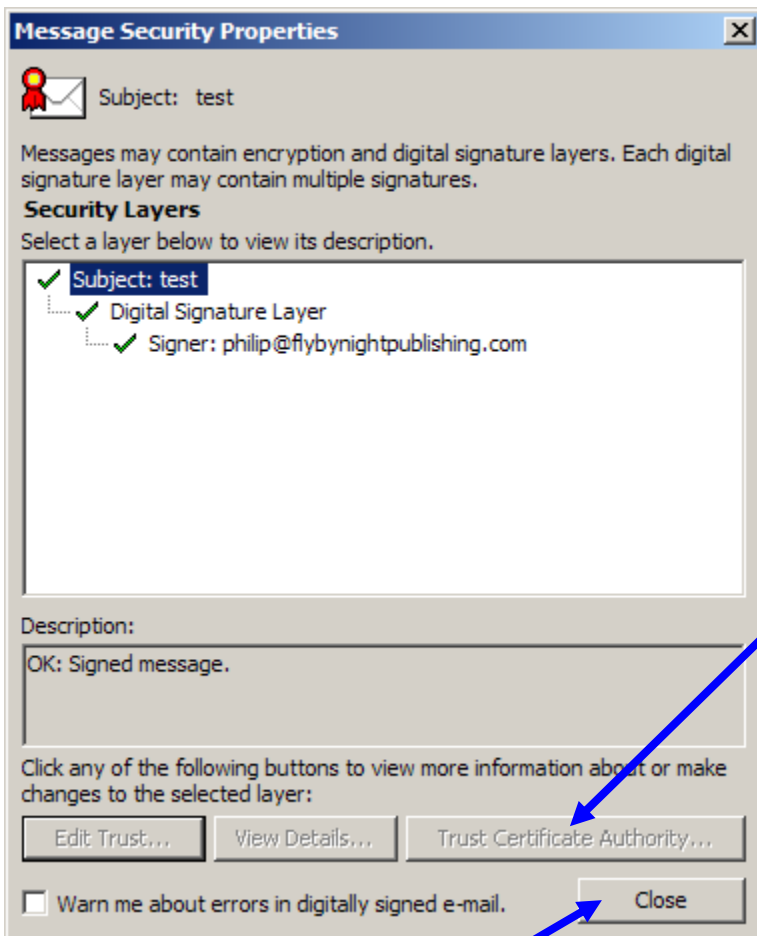 Message Security Properties
Subject: test
Messages may contain encryption and digital signature layers. Each digital
signature layer may contain multiple signatures.
Security Layers
Select a layer below to view its description.
Subject: test
Digital Signature Layer
Signer: philip@flybynightpublishing.com
Description:
OK: Signed message.
Click any of the following buttons to view more information about or make
changes to the selected layer:
Edit Trust... View Details... Trust Certificate Authority...
Warn me about errors in digitally signed e-mail. Close